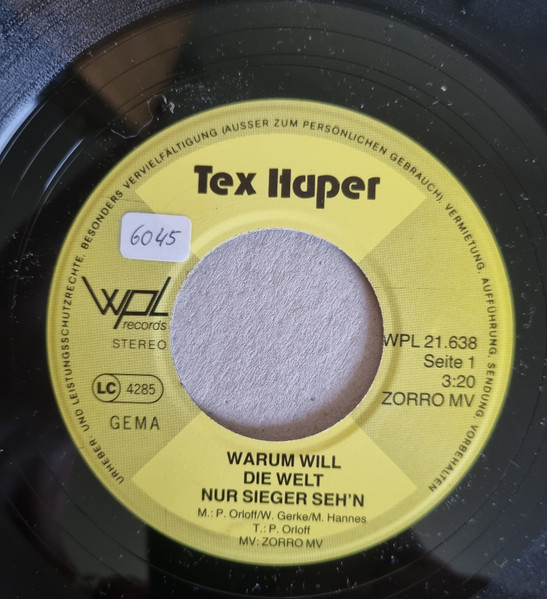 URHEBER- UND LEISTUNGSSCHUTZRECHTE, BESONDERS VERVIELFÄLTIGUNG (AUSSER ZUM PERSÖNLICHEN GEBRAUCH), VERMIETUNG, AUFFÜHRUNG, SENDUNG VORBEHALTEN
Tex Haper
6045
wpl
records
STEREO
LC 4285
GEMA
WPL 21.638
Seite 1
3:20
ZORRO MV
WARUM WILL
DIE WELT
NUR SIEGER SEH'N
M.: P. Orloff/W. Gerke/M. Hannes
T.: P. Orloff
MV: ZORRO MV